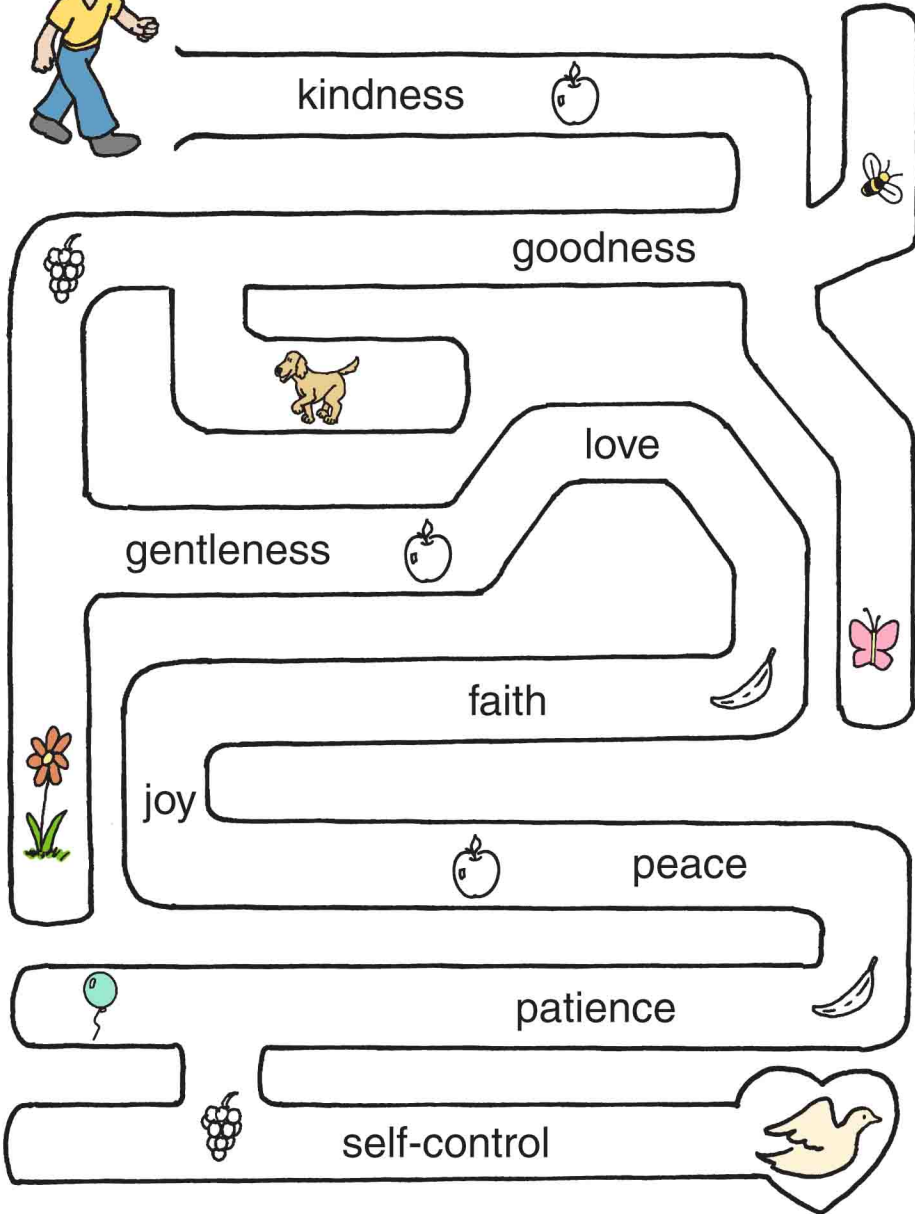 kindness
goodness
love
gentleness
faith
joy
peace
patience
self-control